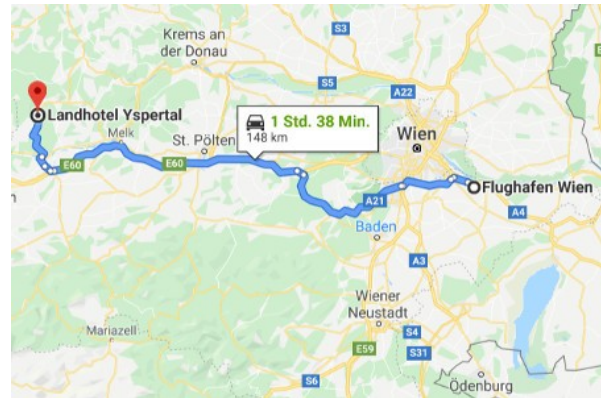 S3
Krems an
der Donau
S5
A22
Landhotel Yspertal
1 Std. 38 Min.
148 km
Wien
Melk
St. Pölten
E60
E60
Flughafen Wien
A21
A4
Baden
A3
Wiener
Neustadt
Mariazell
S4
E59
S31
S6
Ödenburg